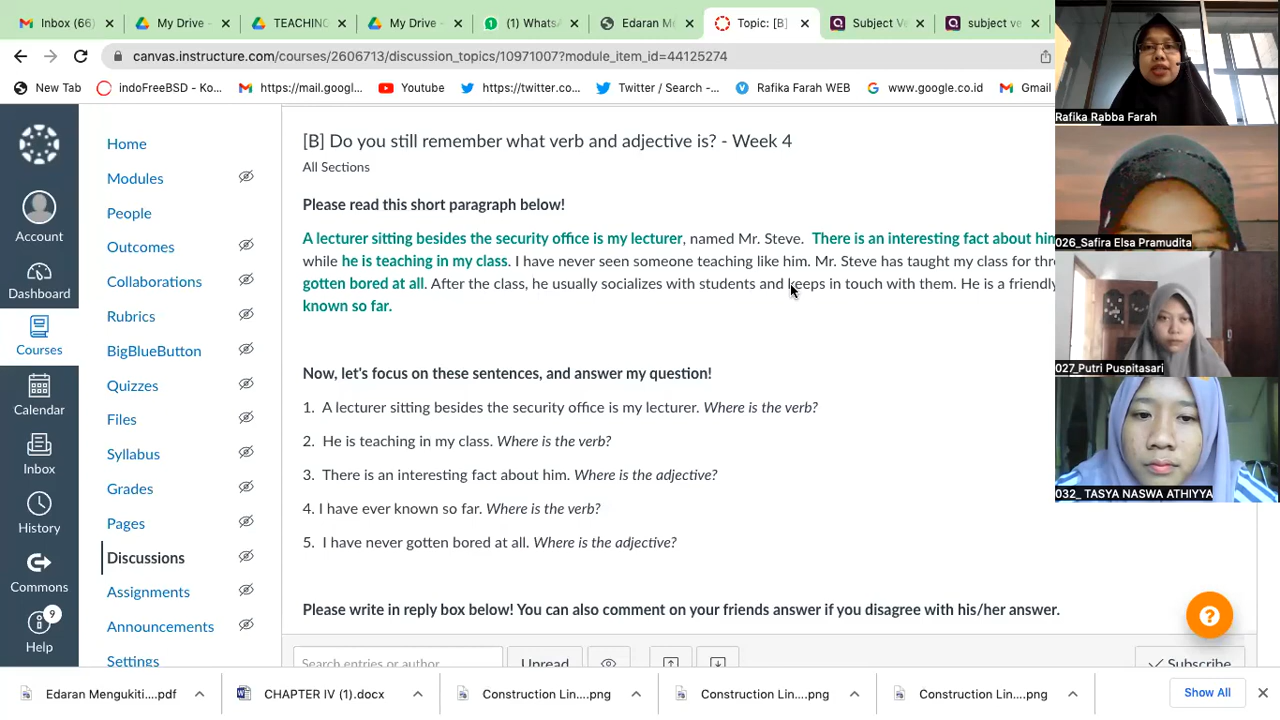 Inbox (66)
My Drive -
TEACHING
My Drive -
(1) Whats
Edaran Me
Topic: [B]
Subject Ve
subject ve
canvas.instructure.com/courses/2606713/discussion_topics/10971007?module_item_id=44125274
New Tab
indoFreeBSD - Ko...
https://mail.goog...
Youtube
https://twitter.co...
Twitter / Search -...
Rafika Farah WEB
www.google.co.id
Gmail
Rafika Rabba Farah
026_Safira Elsa Pramudita
027_Putri Puspitasari
032_ TASYA NASWA ATHIYYA
Account
Dashboard
Courses
Calendar
Inbox
History
Commons
9
Help
Home
Modules
People
Outcomes
Collaborations
Rubrics
BigBlueButton
Quizzes
Files
Syllabus
Grades
Pages
Discussions
Assignments
Announcements
Settings
[B] Do you still remember what verb and adjective is? - Week 4
All Sections
Please read this short paragraph below!
A lecturer sitting besides the security office is my lecturer, named Mr. Steve. There is an interesting fact about him
while he is teaching in my class. I have never seen someone teaching like him. Mr. Steve has taught my class for thr
gotten bored at all. After the class, he usually socializes with students and keeps in touch with them. He is a friendly
known so far.
Now, let's focus on these sentences, and answer my question!
1. A lecturer sitting besides the security office is my lecturer. Where is the verb?
2. He is teaching in my class. Where is the verb?
3. There is an interesting fact about him. Where is the adjective?
4. I have ever known so far. Where is the verb?
5. I have never gotten bored at all. Where is the adjective?
Please write in reply box below! You can also comment on your friends answer if you disagree with his/her answer.
Search entries or author
Unread
Subscribe
?
Edaran Mengukiti....pdf
CHAPTER IV (1).docx
Construction Lin....png
Construction Lin....png
Construction Lin....png
Show All